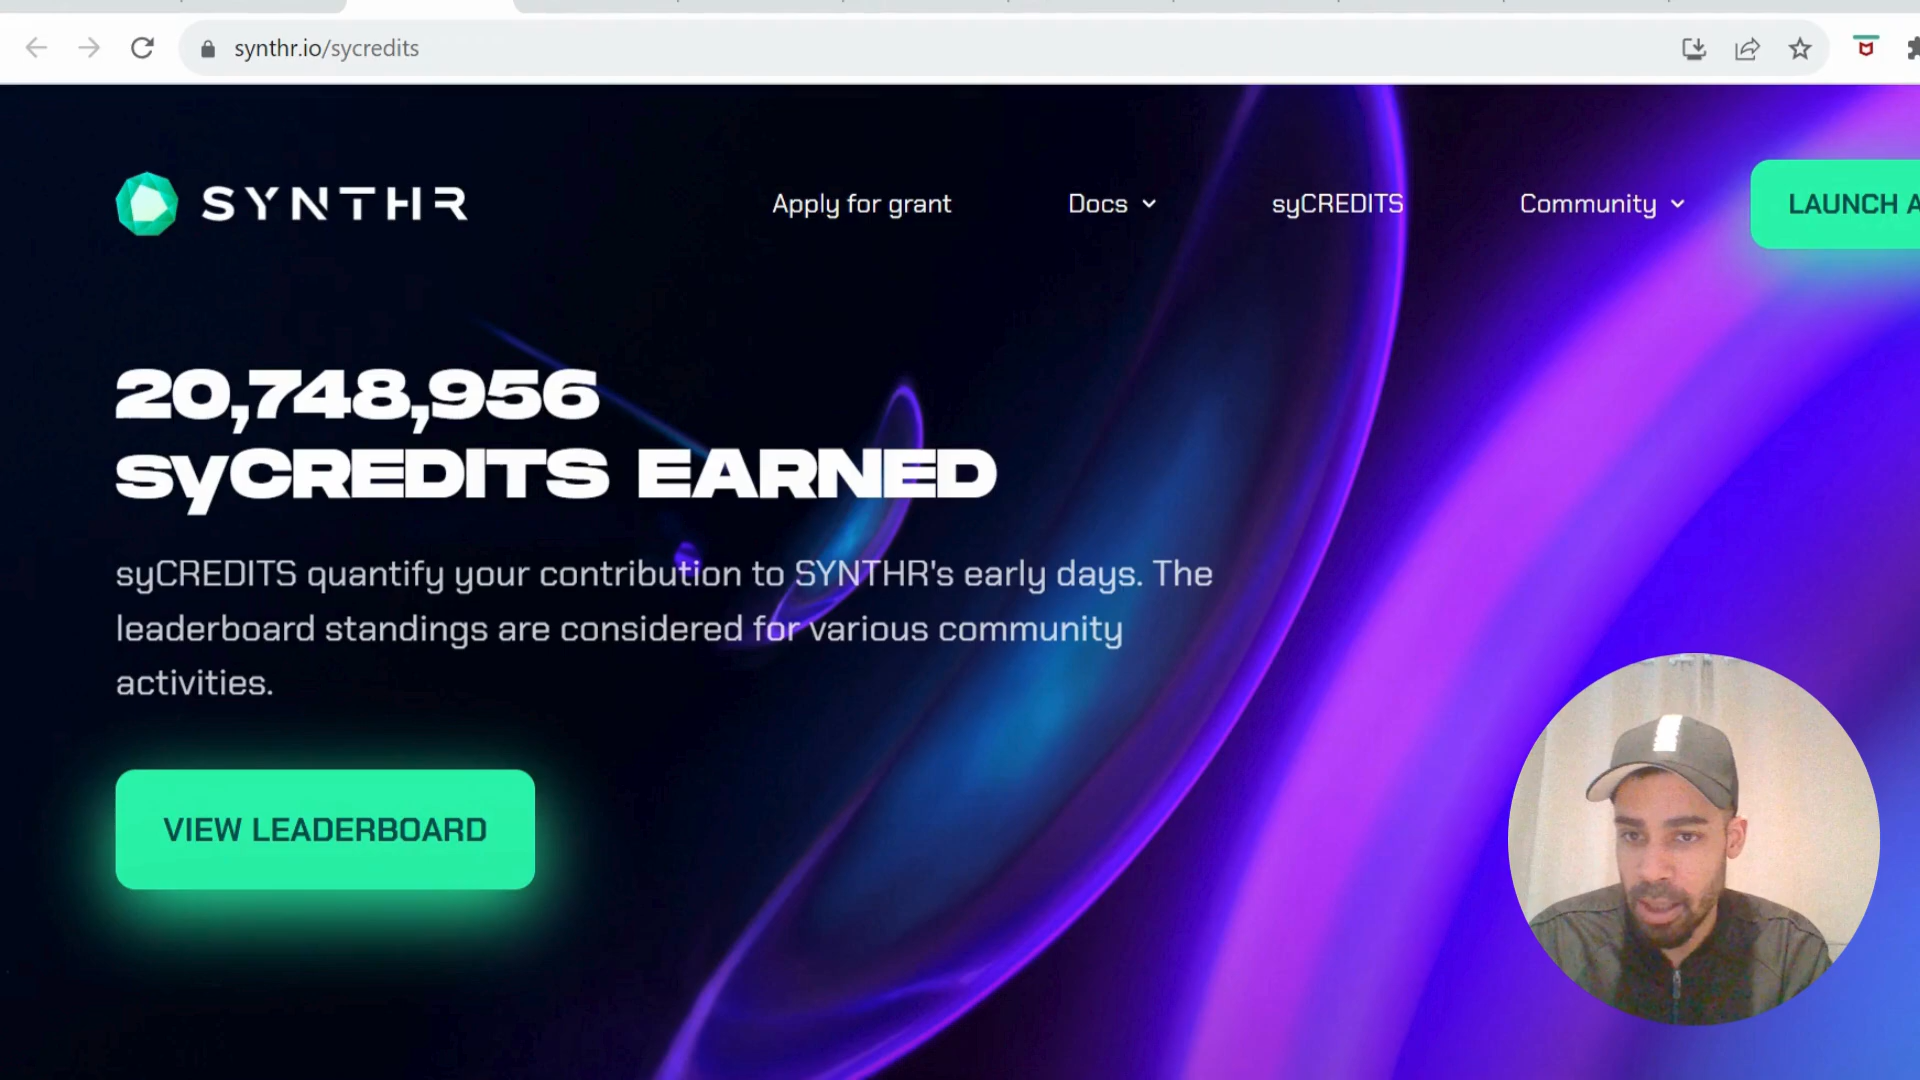 synthr.io/sycredits
SYNTHR
Apply for grant
Docs
syCREDITS
Community
LAUNCH A
20,748,956
syCREDITS EARNED
syCREDITS quantify your contribution to SYNTHR's early days. The
leaderboard standings are considered for various community
activities.
VIEW LEADERBOARD